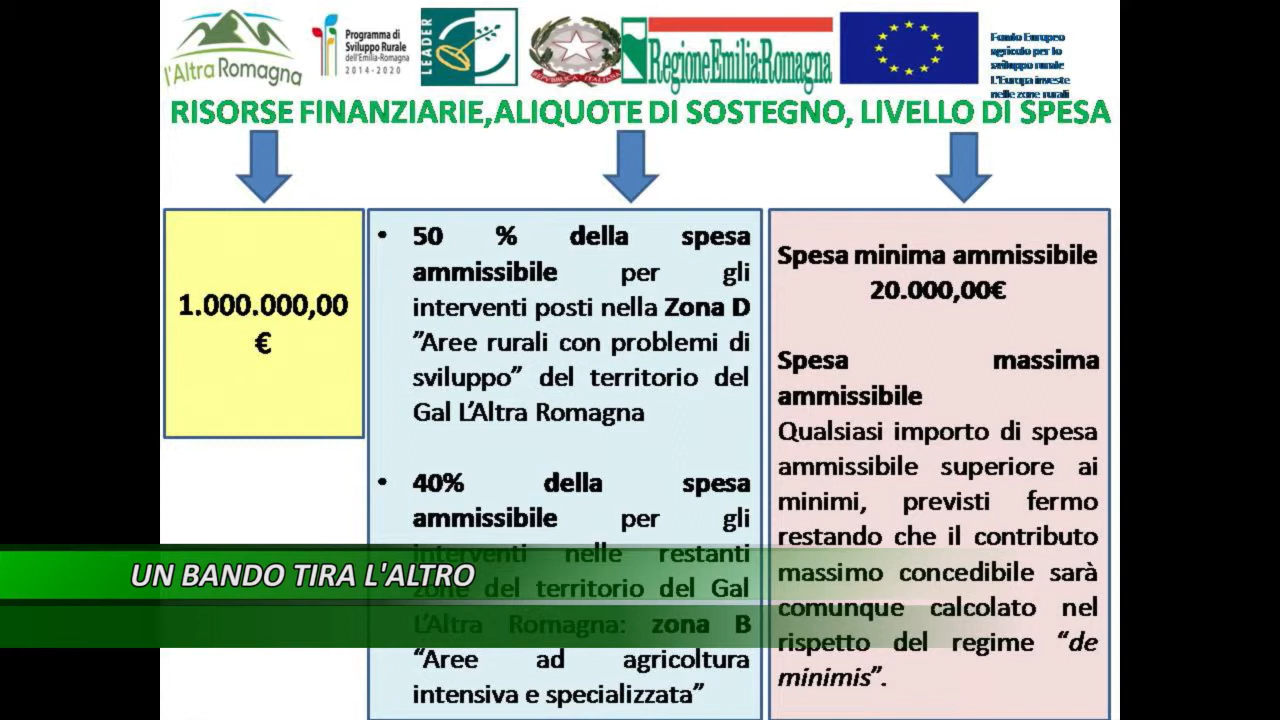 l'Altra Romagna
Programma di
Sviluppo Rurale
dell'Emilia-Romagna
2014-2020
LEADER
REPUBBLICA ITALIANA
RegioneEmilia-Romagna
Fondo Europeo
agricolo per lo
sviluppo rurale
L'Europa investe
nelle zone rurali
RISORSE FINANZIARIE,ALIQUOTE DI SOSTEGNO, LIVELLO DI SPESA
1.000.000,00
€
• 50 % della spesa
ammissibile per gli
interventi posti nella Zona D
"Aree rurali con problemi di
sviluppo" del territorio del
Gal L'Altra Romagna
• 40% della spesa
ammissibile per gli
interventi nelle restanti
zone del territorio del Gal
L'Altra Romagna: zona B
"Aree ad agricoltura
intensiva e specializzata"
Spesa minima ammissibile
20.000,00€
Spesa massima
ammissibile
Qualsiasi importo di spesa
ammissibile superiore ai
minimi, previsti fermo
restando che il contributo
massimo concedibile sarà
comunque calcolato nel
rispetto del regime "de
minimis".
UN BANDO TIRA L'ALTRO